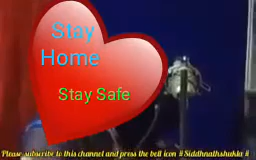 Stay
Home
Stay Safe
Please subscribe to this channel and press the bell icon #Siddhnathshukla#